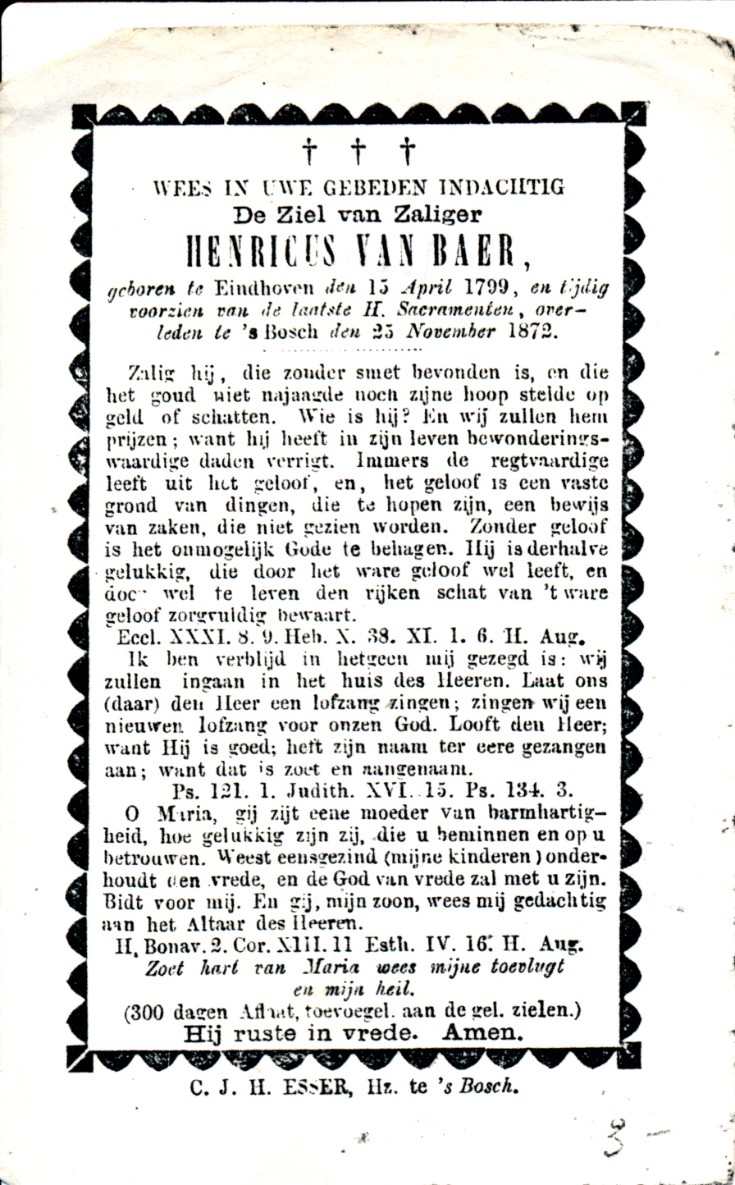 † † †
WEES IN UWE GEBEDEN INDACHTIG
De Ziel van Zaliger
HENRICUS VAN BAER,
geboren te Eindhoven den 15 April 1799, en tijdig
voorzien van de laatste H. Sacramenten, over-
leden te 's Bosch den 25 November 1872.
Zalig hij, die zonder smet bevonden is, en die
het goud niet najaagde noch zijne hoop stelde op
geld of schatten. Wie is hij? En wij zullen hem
prijzen; want hij heeft in zijn leven bewonderings-
waardige daden verrigt. Immers de regtvaardige
leeft uit het geloof, en, het geloof is een vaste
grond van dingen, die te hopen zijn, een bewijs
van zaken, die niet gezien worden. Zonder geloof
is het onmogelijk Gode te behagen. Hij is derhalve
gelukkig, die door het ware geloof wel leeft, en
door wel te leven den rijken schat van 't ware
geloof zorgvuldig bewaart.
Eccl. XXXI. 8. 9. Heb. X. 38. XI. 1. 6. H. Aug.
Ik ben verblijd in hetgeen mij gezegd is: wij
zullen ingaan in het huis des Heeren. Laat ons
(daar) den Heer een lofzang zingen; zingen wij een
nieuwen lofzang voor onzen God. Looft den Heer;
want Hij is goed; heft zijn naam ter eere gezangen
aan; want dat is zoet en aangenaam.
Ps. 121. 1. Judith. XVI. 15. Ps. 134. 3.
O Maria, gij zijt eene moeder van barmhartig-
heid, hoe gelukkig zijn zij, die u beminnen en op u
betrouwen. Weest eensgezind (mijne kinderen) onder-
houdt den vrede, en de God van vrede zal met u zijn.
Bidt voor mij. En gij, mijn zoon, wees mij gedachtig
aan het Altaar des Heeren.
H. Bonav. 2. Cor. XIII. 11 Esth. IV. 16. H. Aug.
Zoet hart van Maria wees mijne toevlugt
en mijn heil.
(300 dagen Aflaat, toevoegel. aan de gel. zielen.)
Hij ruste in vrede. Amen.
C. J. H. ESSER, Hz. te 's Bosch.
3 –